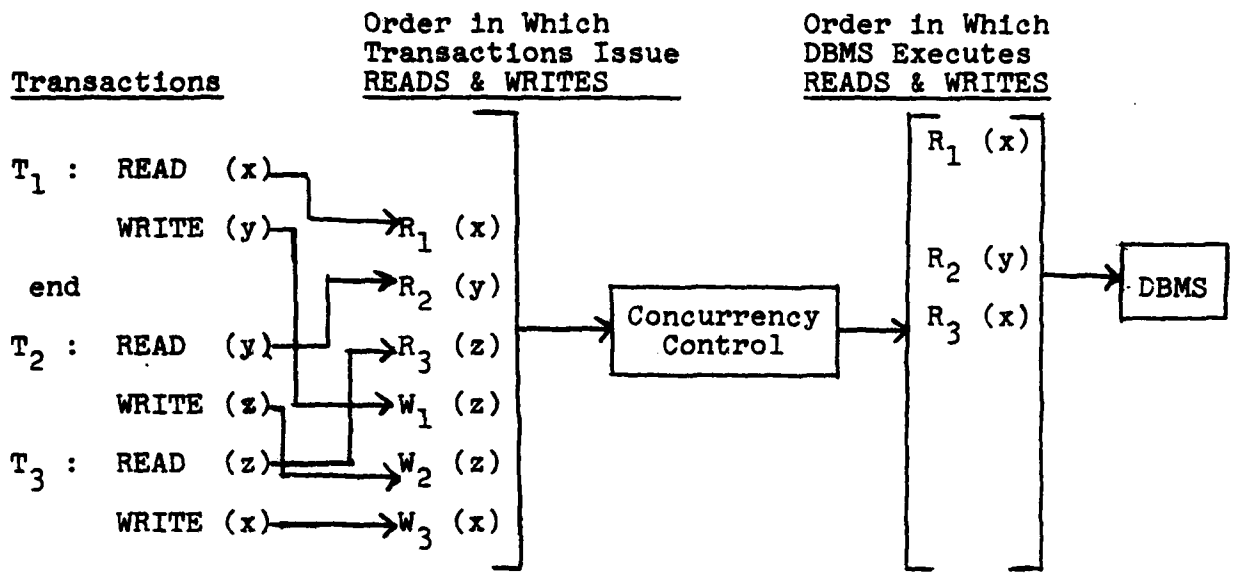 Transactions
Order in Which
Transactions Issue
READS & WRITES
Order in Which
DBMS Executes
READS & WRITES
T1 : READ (x)
WRITE (y)
end
T2 : READ (y)
WRITE (z)
T3 : READ (z)
WRITE (x)
R1 (x)
R2 (y)
R3 (z)
W1 (z)
W2 (z)
W3 (x)
Concurrency
Control
R1 (x)
R2 (y)
R3 (x)
DBMS